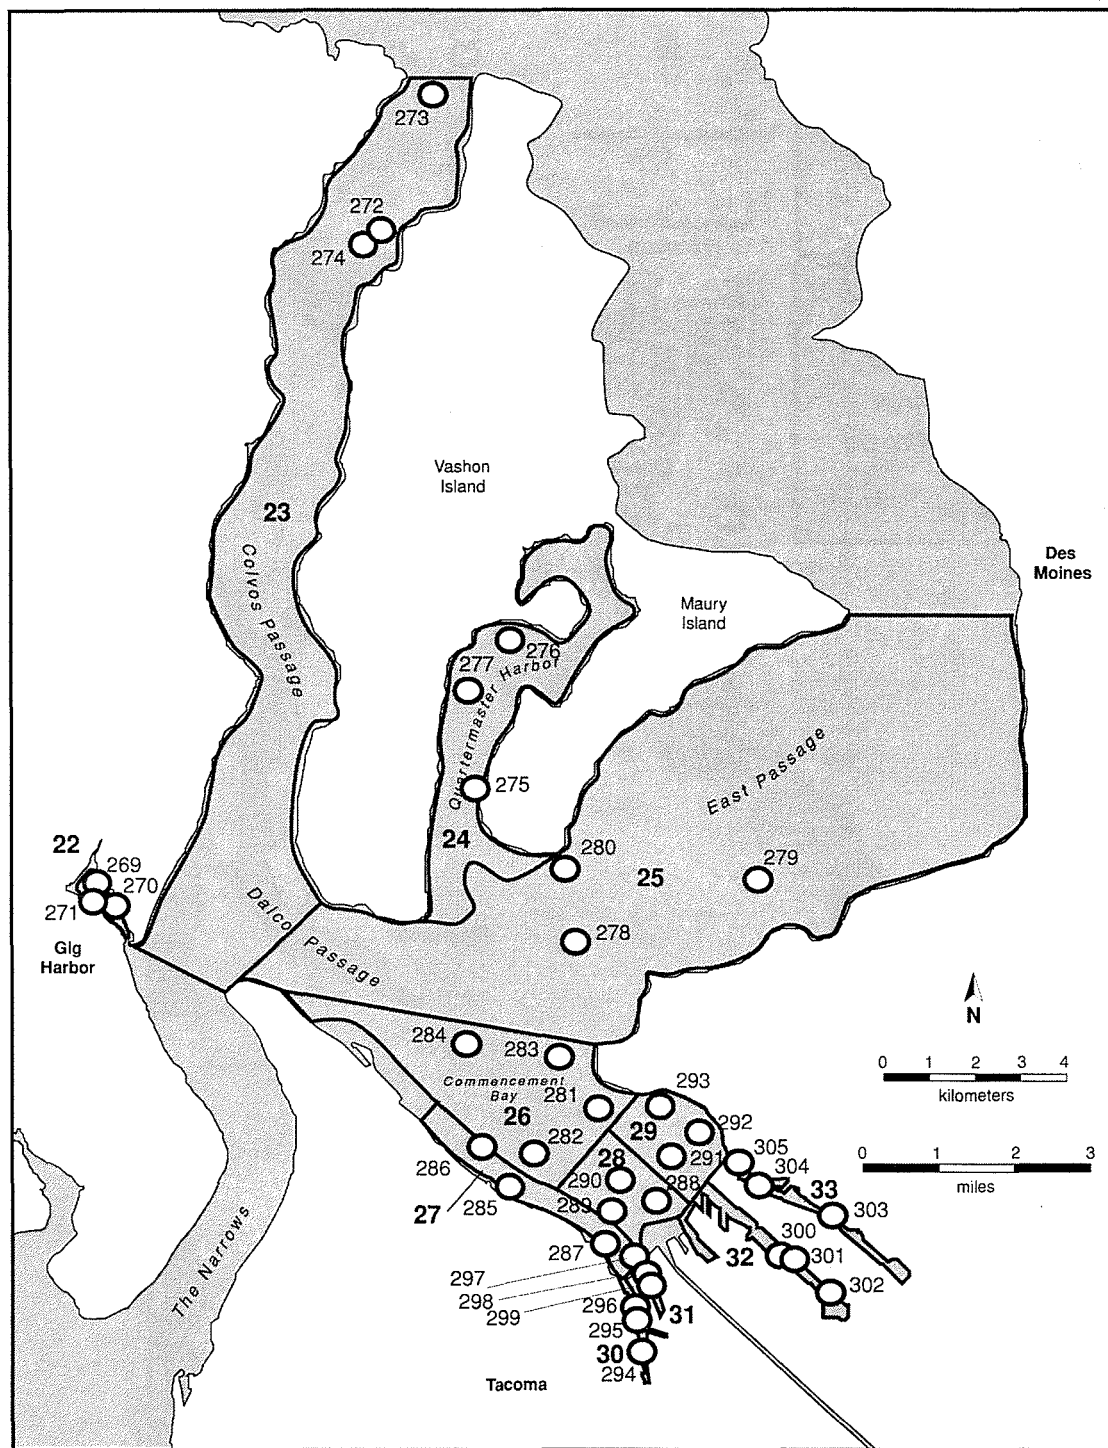 273
272
274
Vashon
Island
23
Des
Moines
Colvos Passage
Maury
Island
276
277
Quartermaster Harbor
East Passage
275
24
22
280
279
25
269
270
271
Dalco Passage
278
GIg
Harbor
N
284
283
0 1 2 3 4
kilometers
Commencement
Bay
281
293
26
29
292
282
28
291
305
0 1 2 3
miles
286
290
288
304
33
285
289
303
27
300
287
32
301
The Narrows
297
298
302
299
296
31
295
30
294
Tacoma